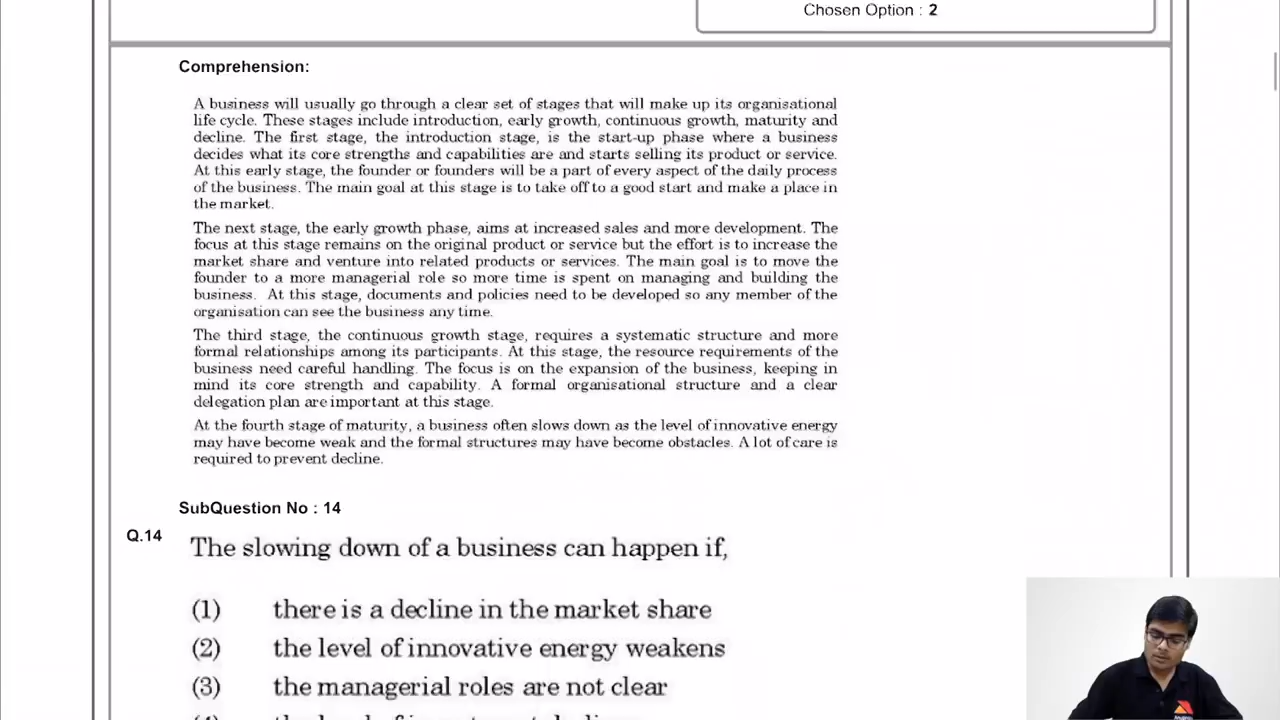 Chosen Option : 2
Comprehension:
A business will usually go through a clear set of stages that will make up its organisational
life cycle. These stages include introduction, early growth, continuous growth, maturity and
decline. The first stage, the introduction stage, is the start-up phase where a business
decides what its core strengths and capabilities are and starts selling its product or service.
At this early stage, the founder or founders will be a part of every aspect of the daily process
of the business. The main goal at this stage is to take off to a good start and make a place in
the market.
The next stage, the early growth phase, aims at increased sales and more development. The
focus at this stage remains on the original product or service but the effort is to increase the
market share and venture into related products or services. The main goal is to move the
founder to a more managerial role so more time is spent on managing and building the
business. At this stage, documents and policies need to be developed so any member of the
organisation can see the business any time.
The third stage, the continuous growth stage, requires a systematic structure and more
formal relationships among its participants. At this stage, the resource requirements of the
business need careful handling. The focus is on the expansion of the business, keeping in
mind its core strength and capability. A formal organisational structure and a clear
delegation plan are important at this stage.
At the fourth stage of maturity, a business often slows down as the level of innovative energy
may have become weak and the formal structures may have become obstacles. A lot of care is
required to prevent decline.
SubQuestion No : 14
Q.14 The slowing down of a business can happen if,
(1) there is a decline in the market share
(2) the level of innovative energy weakens
(3) the managerial roles are not clear